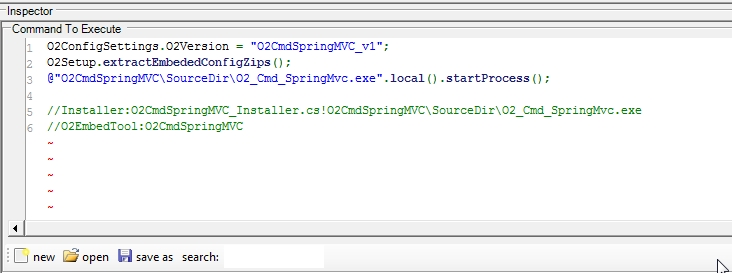 Inspector
Command To Execute
1 O2ConfigSettings.O2Version = "O2CmdSpringMVC_v1";
2 O2Setup.extractEmbededConfigZips();
3 @"O2CmdSpringMVC\SourceDir\O2_Cmd_SpringMvc.exe".local().startProcess();
4
5 //Installer:O2CmdSpringMVC_Installer.cs!O2CmdSpringMVC\SourceDir\O2_Cmd_SpringMvc.exe
6 //O2EmbedTool:O2CmdSpringMVC
~
~
~
~
~
new open save as search: